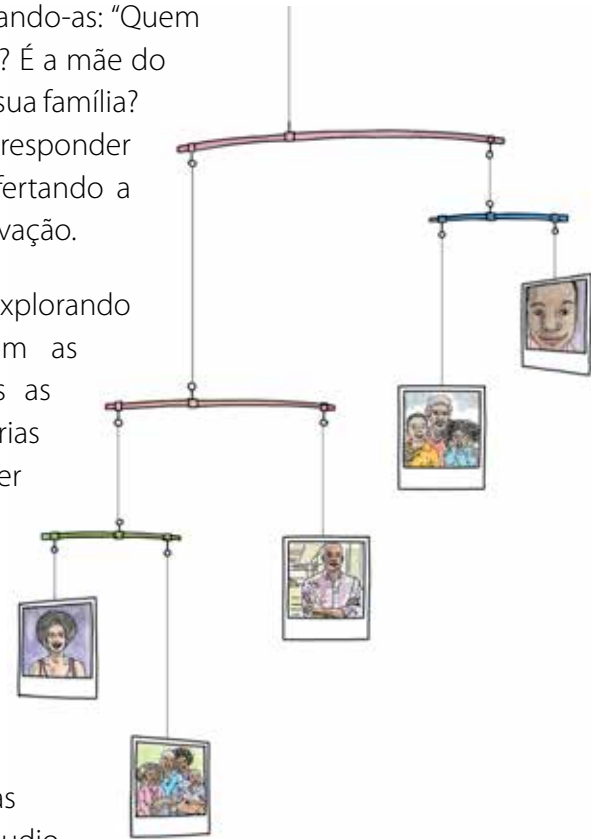 ando-as: “Quem
? É a mãe do
sua família?
responder
fertando a
vação.
xplorando
m as
s as
rias
er
as
udio